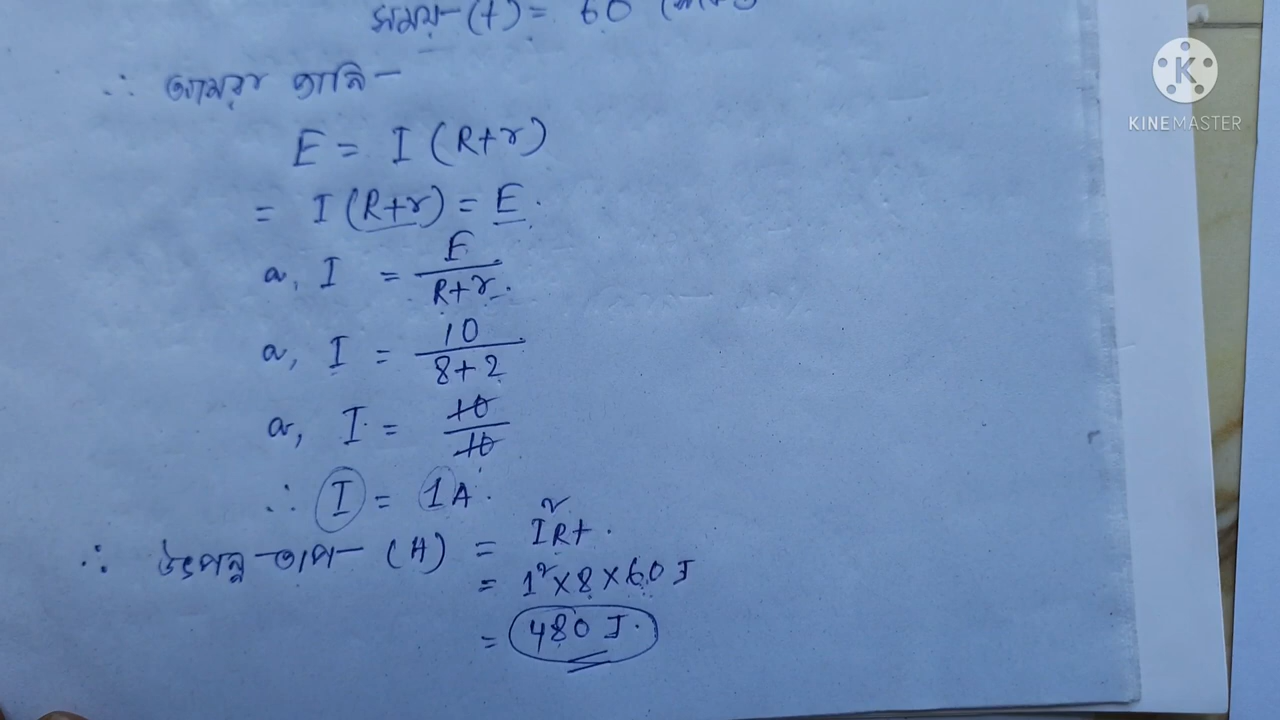 সময় (t) = 60
KINEMASTER
∴ আমরা জানি-
E = I (R+r)
= I (R+r) = E.
বা, I = E / R+r.
বা, I = 10 / 8+2
বা, I = 10 / 10
∴ I = 1A.
∴ উৎপন্ন তাপ (H) = I²Rt.
= 1² × 8 × 60 J
= 480 J.